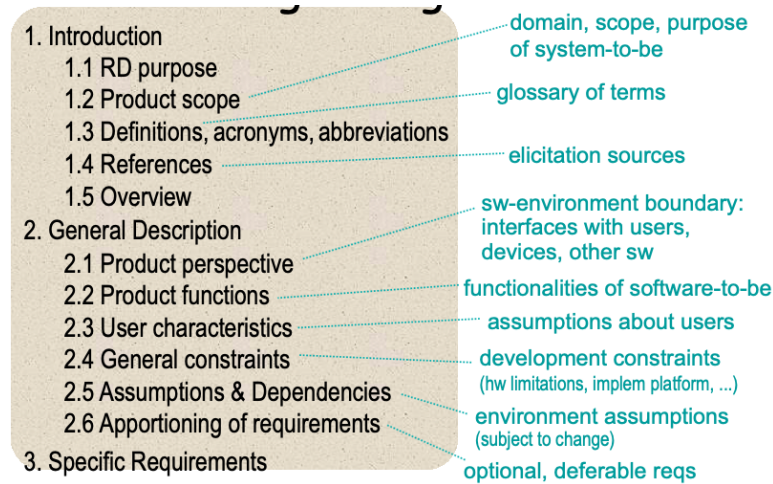 1. Introduction
1.1 RD purpose
1.2 Product scope
1.3 Definitions, acronyms, abbreviations
1.4 References
1.5 Overview
2. General Description
2.1 Product perspective
2.2 Product functions
2.3 User characteristics
2.4 General constraints
2.5 Assumptions & Dependencies
2.6 Apportioning of requirements
3. Specific Requirements
domain, scope, purpose
of system-to-be
glossary of terms
elicitation sources
sw-environment boundary:
interfaces with users,
devices, other sw
functionalities of software-to-be
assumptions about users
development constraints
(hw limitations, implem platform, ...)
environment assumptions
(subject to change)
optional, deferable reqs